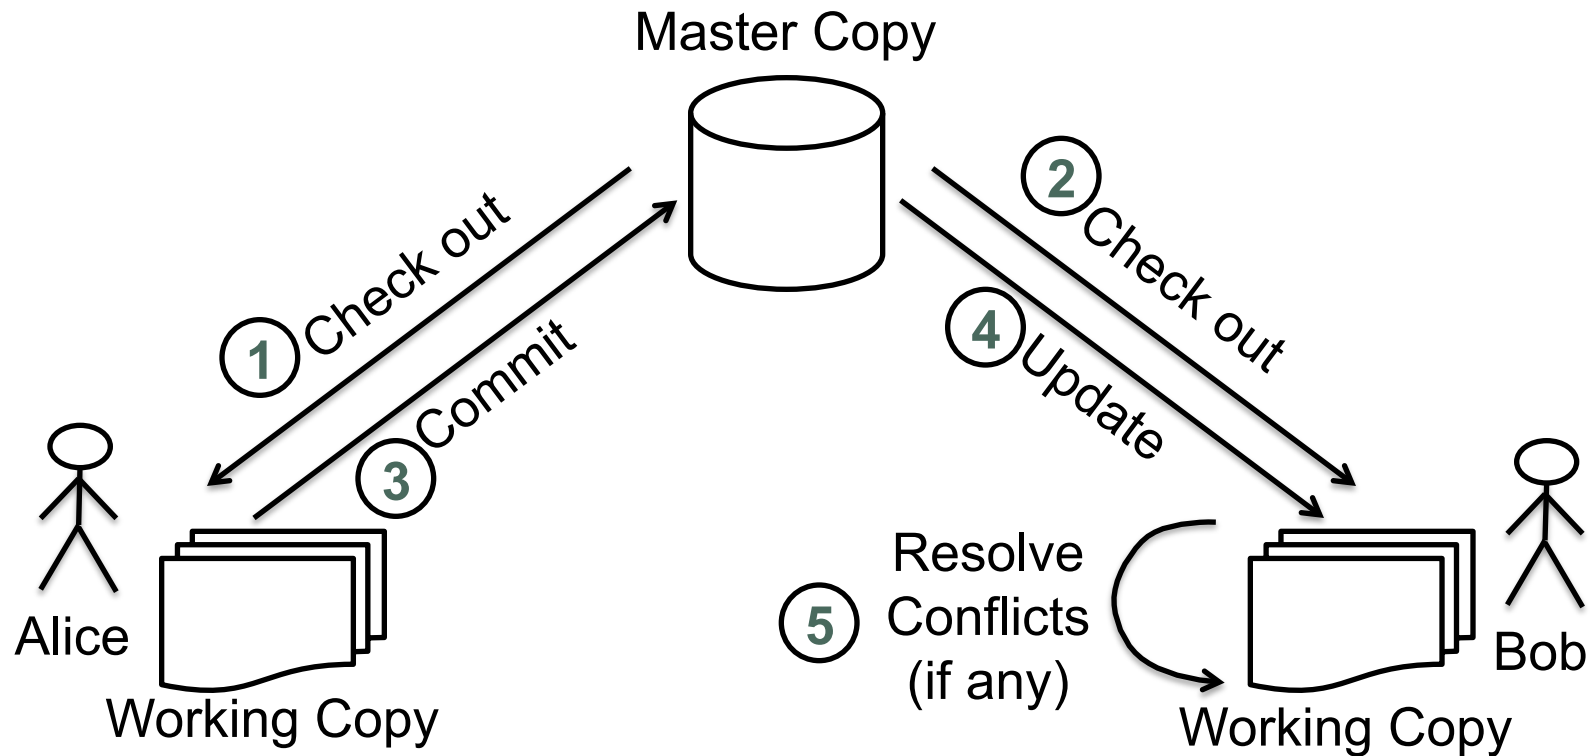 Master Copy
1 Check out
2 Check out
3 Commit
4 Update
Alice
Working Copy
5
Resolve
Conflicts
(if any)
Bob
Working Copy